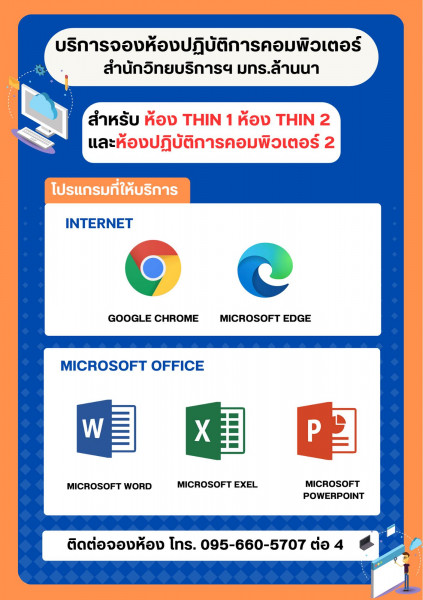 บริการจองห้องปฏิบัติการคอมพิวเตอร์
สำนักวิทยบริการฯ มทร.ล้านนา
สำหรับ ห้อง THIN 1 ห้อง THIN 2
และห้องปฏิบัติการคอมพิวเตอร์ 2
โปรแกรมที่ให้บริการ
INTERNET
GOOGLE CHROME
MICROSOFT EDGE
MICROSOFT OFFICE
W
X
P
MICROSOFT WORD
MICROSOFT EXEL
MICROSOFT
POWERPOINT
ติดต่อจองห้อง โทร. 095-660-5707 ต่อ 4